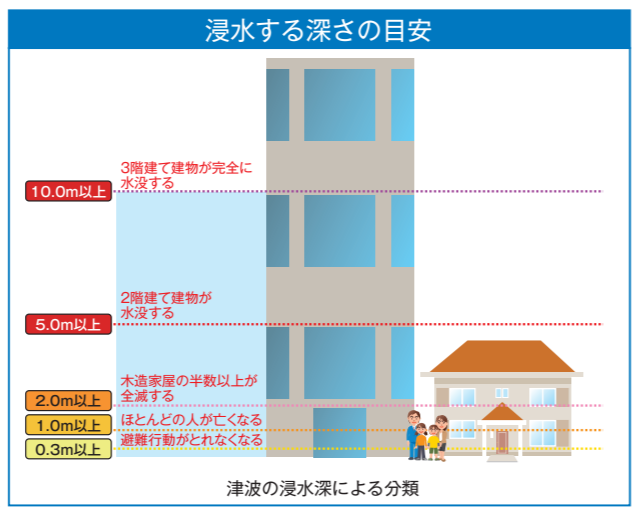 浸水する深さの目安
3階建て建物が完全に
水没する
10.0m以上
2階建て建物が
水没する
5.0m以上
木造家屋の半数以上が
全滅する
2.0m以上
ほとんどの人が亡くなる
1.0m以上
避難行動がとれなくなる
0.3m以上
津波の浸水深による分類